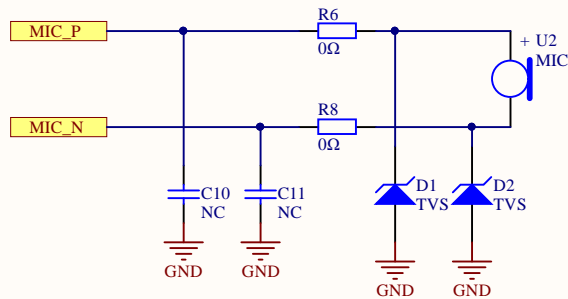 R6
MIC_P
0Ω
+ U2
MIC
R8
MIC_N
0Ω
C10
NC
C11
NC
D1
TVS
D2
TVS
GND
GND
GND
GND